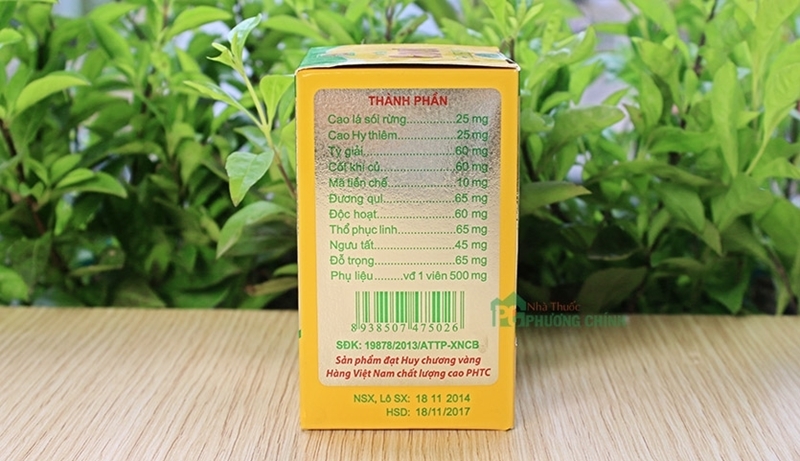 THÀNH PHẦN
Cao lá sói rừng................25 mg
Cao Hy thiêm...................25 mg
Tỳ giải.............................60 mg
Cốt khí củ........................60 mg
Mã tiền chế......................10 mg
Đương qui........................65 mg
Độc hoạt..........................60 mg
Thổ phục linh....................65 mg
Ngưu tất...........................45 mg
Đỗ trọng...........................65 mg
Phụ liệu..........vđ 1 viên 500 mg
8938507 475026
Nhà Thuốc
PHƯƠNG CHÍNH
SĐK: 19878/2013/ATTP-XNCB
Sản phẩm đạt Huy chương vàng
Hàng Việt Nam chất lượng cao PHTC
NSX, Lô SX: 18 11 2014
HSD: 18/11/2017